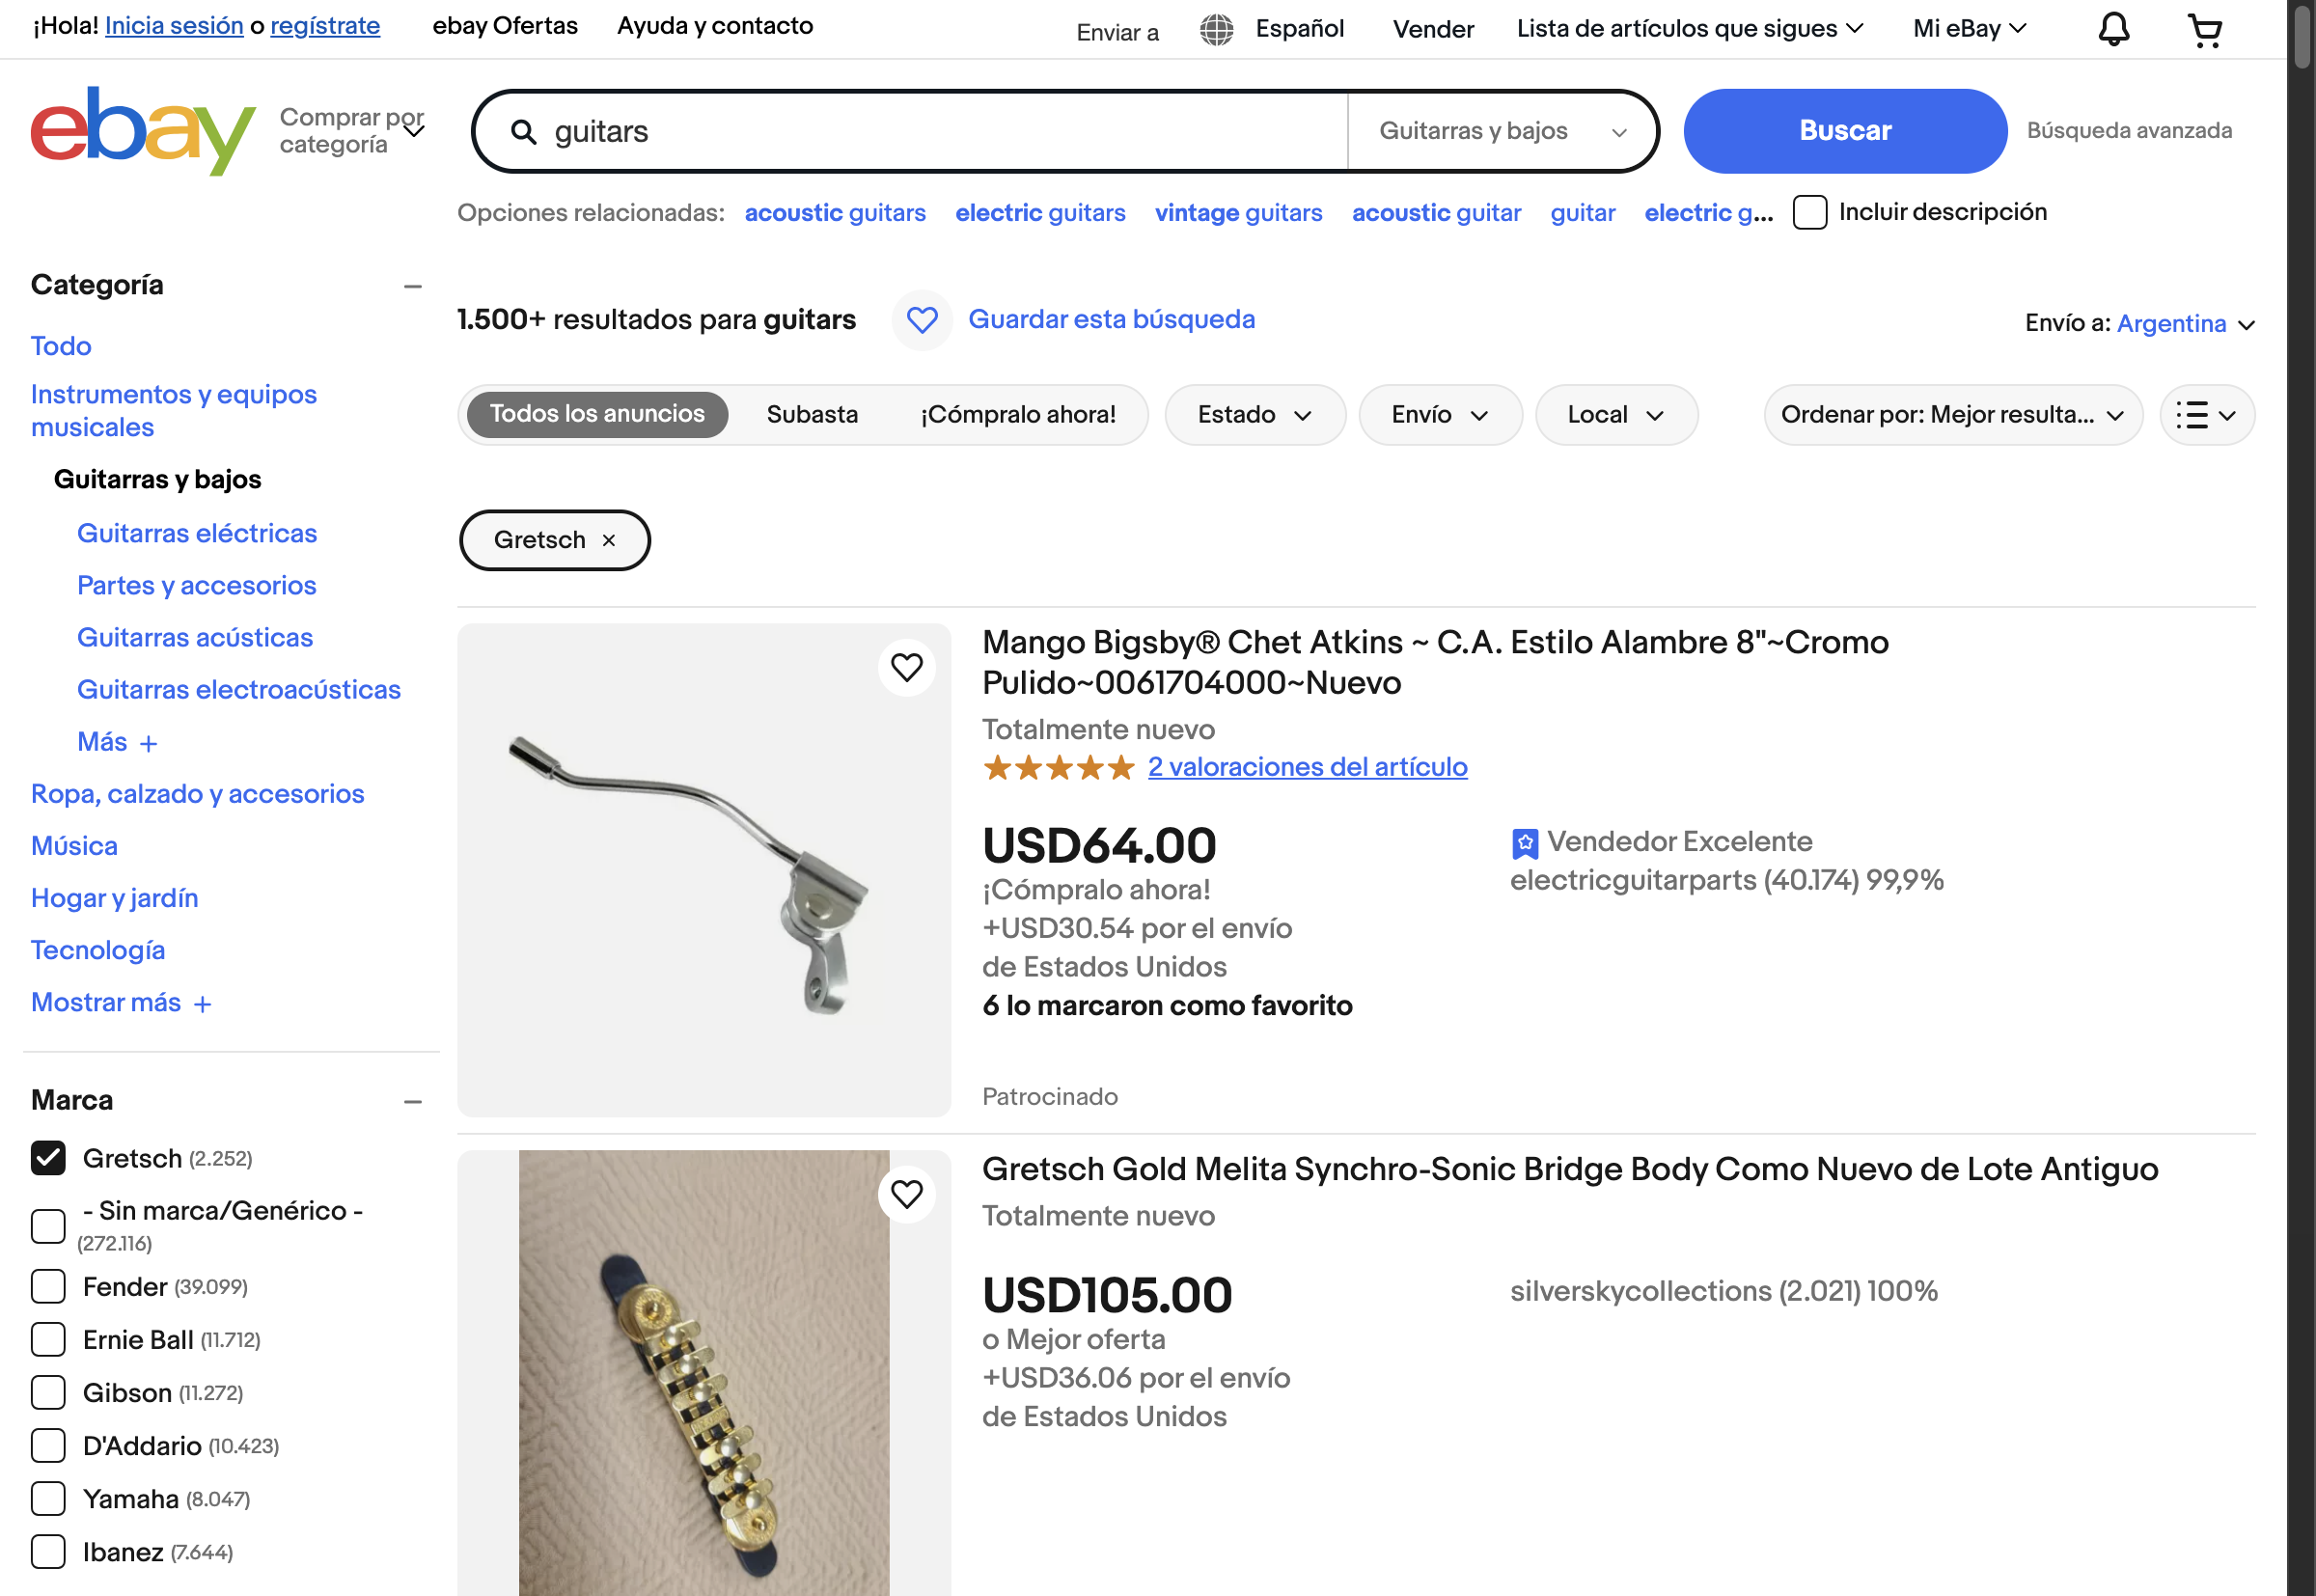 ¡Hola! Inicia sesión o regístrate
ebay Ofertas
Ayuda y contacto
Enviar a
Español
Vender
Lista de artículos que sigues
Mi eBay
ebay
Comprar por
categoría
guitars
Guitarras y bajos
Buscar
Búsqueda avanzada
Opciones relacionadas: acoustic guitars electric guitars vintage guitars acoustic guitar guitar electric g...
Incluir descripción
Categoría
Todo
Instrumentos y equipos
musicales
Guitarras y bajos
Guitarras eléctricas
Partes y accesorios
Guitarras acústicas
Guitarras electroacústicas
Más +
Ropa, calzado y accesorios
Música
Hogar y jardín
Tecnología
Mostrar más +
Marca
Gretsch (2.252)
- Sin marca/Genérico -
(272.116)
Fender (39.099)
Ernie Ball (11.712)
Gibson (11.272)
D'Addario (10.423)
Yamaha (8.047)
Ibanez (7.644)
1.500+ resultados para guitars
Guardar esta búsqueda
Envío a: Argentina
Todos los anuncios
Subasta
¡Cómpralo ahora!
Estado
Envío
Local
Ordenar por: Mejor resulta...
Gretsch ×
Mango Bigsby® Chet Atkins ~ C.A. Estilo Alambre 8"~Cromo
Pulido~0061704000~Nuevo
Totalmente nuevo
2 valoraciones del artículo
USD64.00
¡Cómpralo ahora!
+USD30.54 por el envío
de Estados Unidos
6 lo marcaron como favorito
Vendedor Excelente
electricguitarparts (40.174) 99,9%
Patrocinado
Gretsch Gold Melita Synchro-Sonic Bridge Body Como Nuevo de Lote Antiguo
Totalmente nuevo
USD105.00
o Mejor oferta
+USD36.06 por el envío
de Estados Unidos
silverskycollections (2.021) 100%